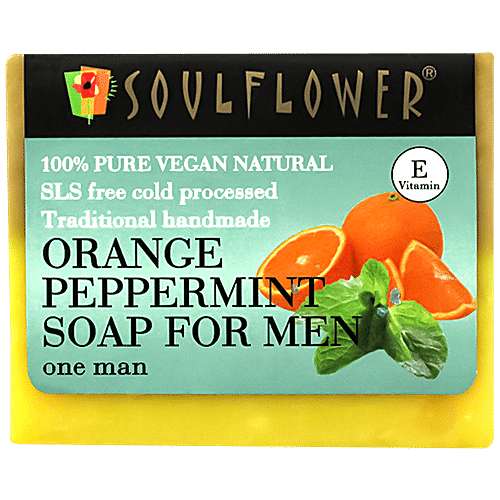 SOULFLOWER®
100% PURE VEGAN NATURAL
SLS free cold processed
Traditional handmade
E
Vitamin
ORANGE
PEPPERMINT
SOAP FOR MEN
one man